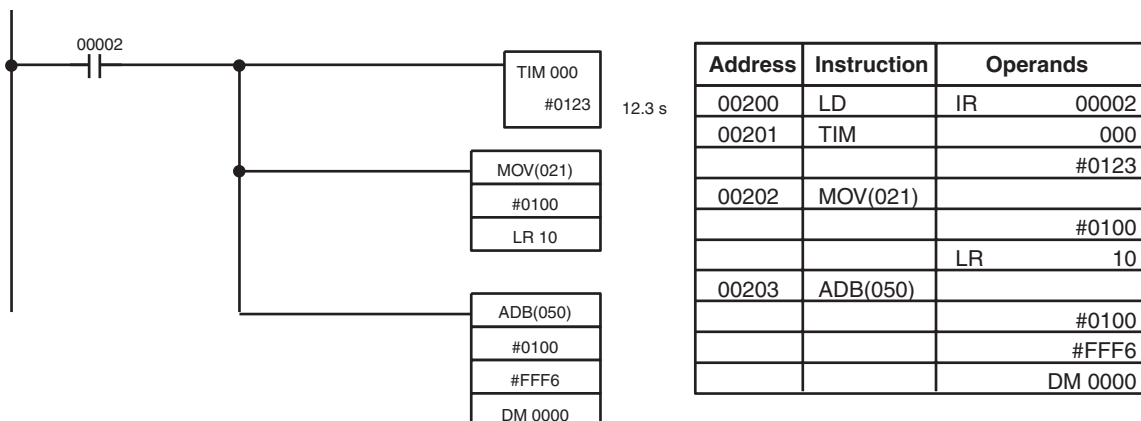 00002
TIM 000
#0123
12.3 s
MOV(021)
#0100
LR 10
ADB(050)
#0100
#FFF6
DM 0000
Address Instruction Operands
00200 LD IR 00002
00201 TIM 000
#0123
00202 MOV(021)
#0100
LR 10
00203 ADB(050)
#0100
#FFF6
DM 0000